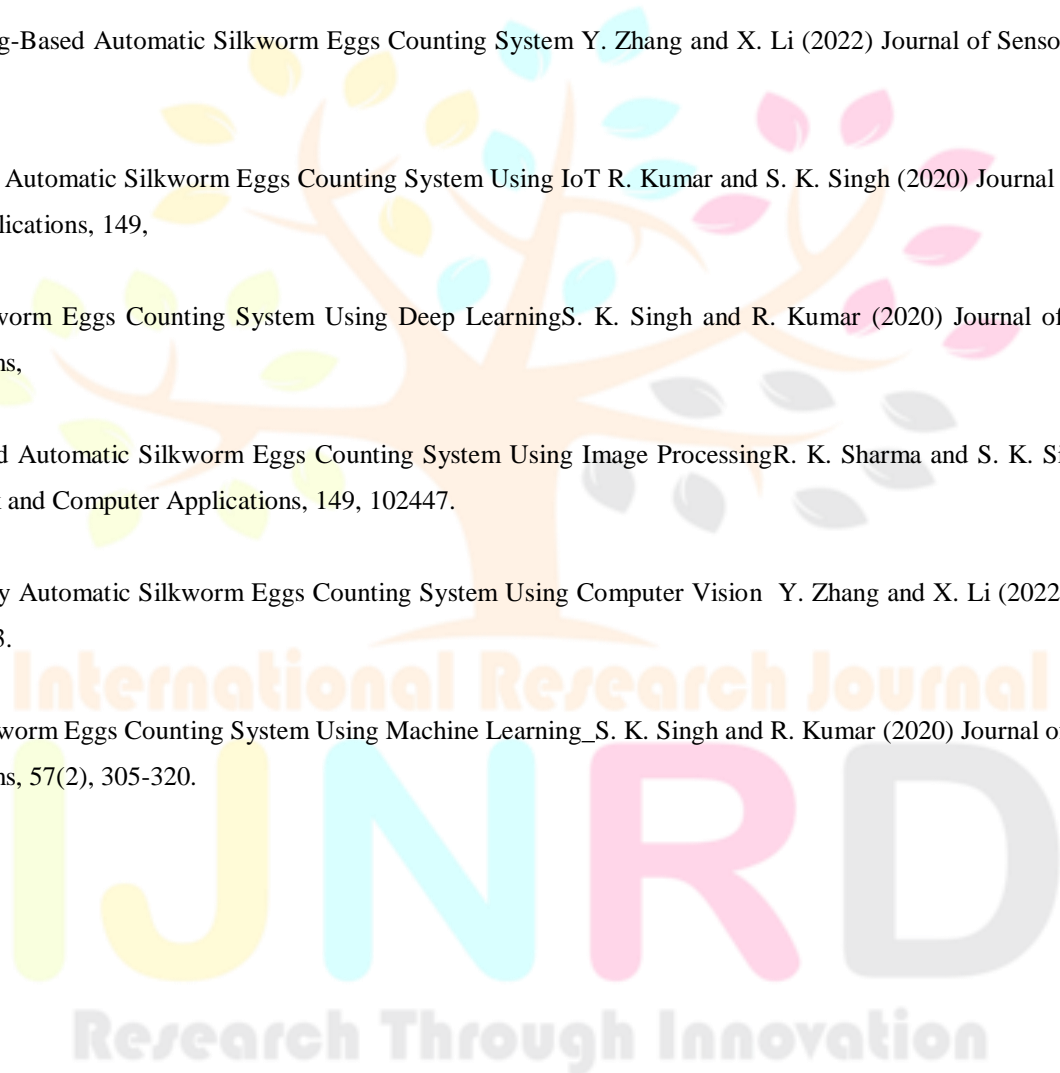 g-Based Automatic Silkworm Eggs Counting System Y. Zhang and X. Li (2022) Journal of Senso
Automatic Silkworm Eggs Counting System Using IoT R. Kumar and S. K. Singh (2020) Journal
lications, 149,
worm Eggs Counting System Using Deep LearningS. K. Singh and R. Kumar (2020) Journal of
ns,
d Automatic Silkworm Eggs Counting System Using Image ProcessingR. K. Sharma and S. K. Si
k and Computer Applications, 149, 102447.
y Automatic Silkworm Eggs Counting System Using Computer Vision Y. Zhang and X. Li (2022
3.
International Research Journal
worm Eggs Counting System Using Machine Learning_S. K. Singh and R. Kumar (2020) Journal o
ns, 57(2), 305-320.
IJNRD
Research Through Innovation